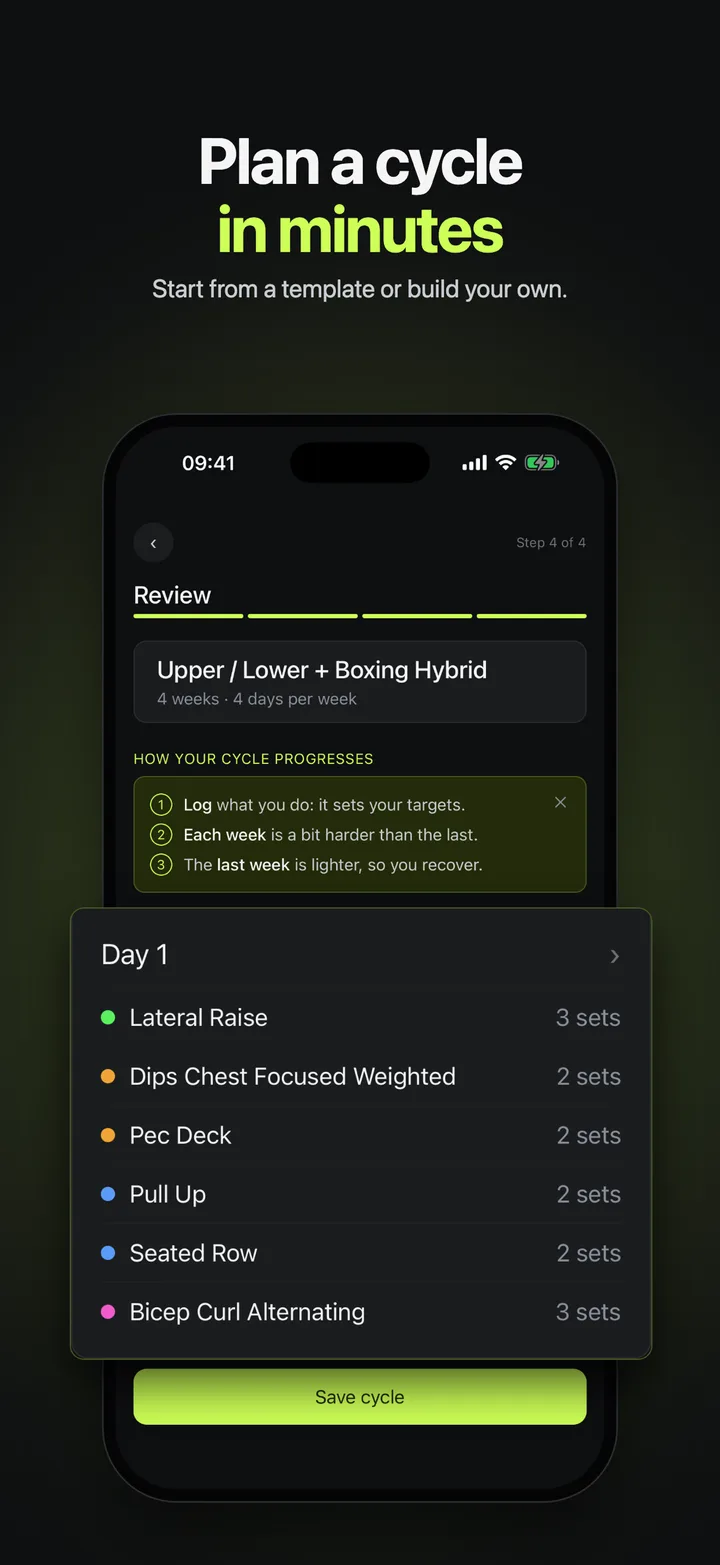 Plan a cycle
in minutes
Start from a template or build your own.
09:41
Step 4 of 4
Review
Upper / Lower + Boxing Hybrid
4 weeks · 4 days per week
HOW YOUR CYCLE PROGRESSES
1 Log what you do: it sets your targets.
2 Each week is a bit harder than the last.
3 The last week is lighter, so you recover.
Day 1
Lateral Raise 3 sets
Dips Chest Focused Weighted 2 sets
Pec Deck 2 sets
Pull Up 2 sets
Seated Row 2 sets
Bicep Curl Alternating 3 sets
Save cycle